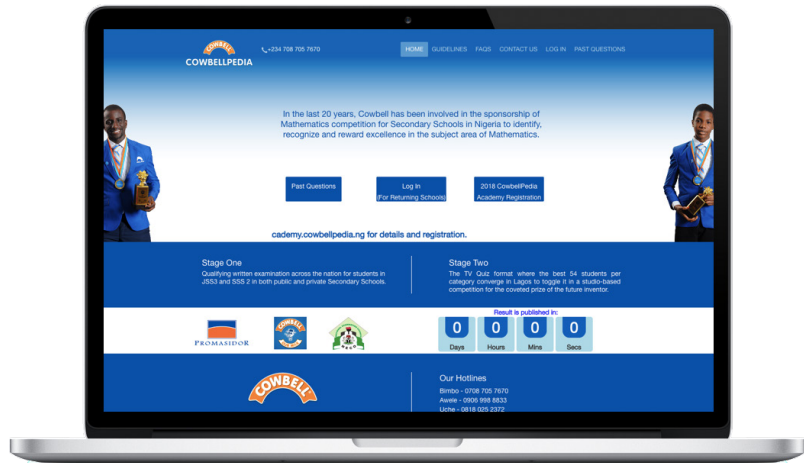 COWBELL
COWBELLPEDIA
+234 798 705 7670
HOME GUIDELINES FAQS CONTACT US LOG IN PAST QUESTIONS
In the last 20 years, Cowbell has been involved in the sponsorship of
Mathematics competition for Secondary Schools in Nigeria to identify,
recognize and reward excellence in the subject area of Mathematics.
Past Questions
Log In
(For Returning Schools)
2018 CowbellPedia
Academy Registration
cademy.cowbellpedia.ng for details and registration.
Stage One
Qualifying written examination across the nation for students in
JSS3 and SSS 2 in both public and private Secondary Schools.
Stage Two
The TV Quiz format where the best 54 students per
category converge in Lagos to toggle it in a studio-based
competition for the coveted prize of the future inventor.
PROMASIDOR
COWBELL
NECO
Result is published in:
0 0 0 0
Days Hours Mins Secs
COWBELL
Our Hotlines
Bimbo - 0708 705 7670
Awele - 0906 998 8833
Uche - 0818 025 2372